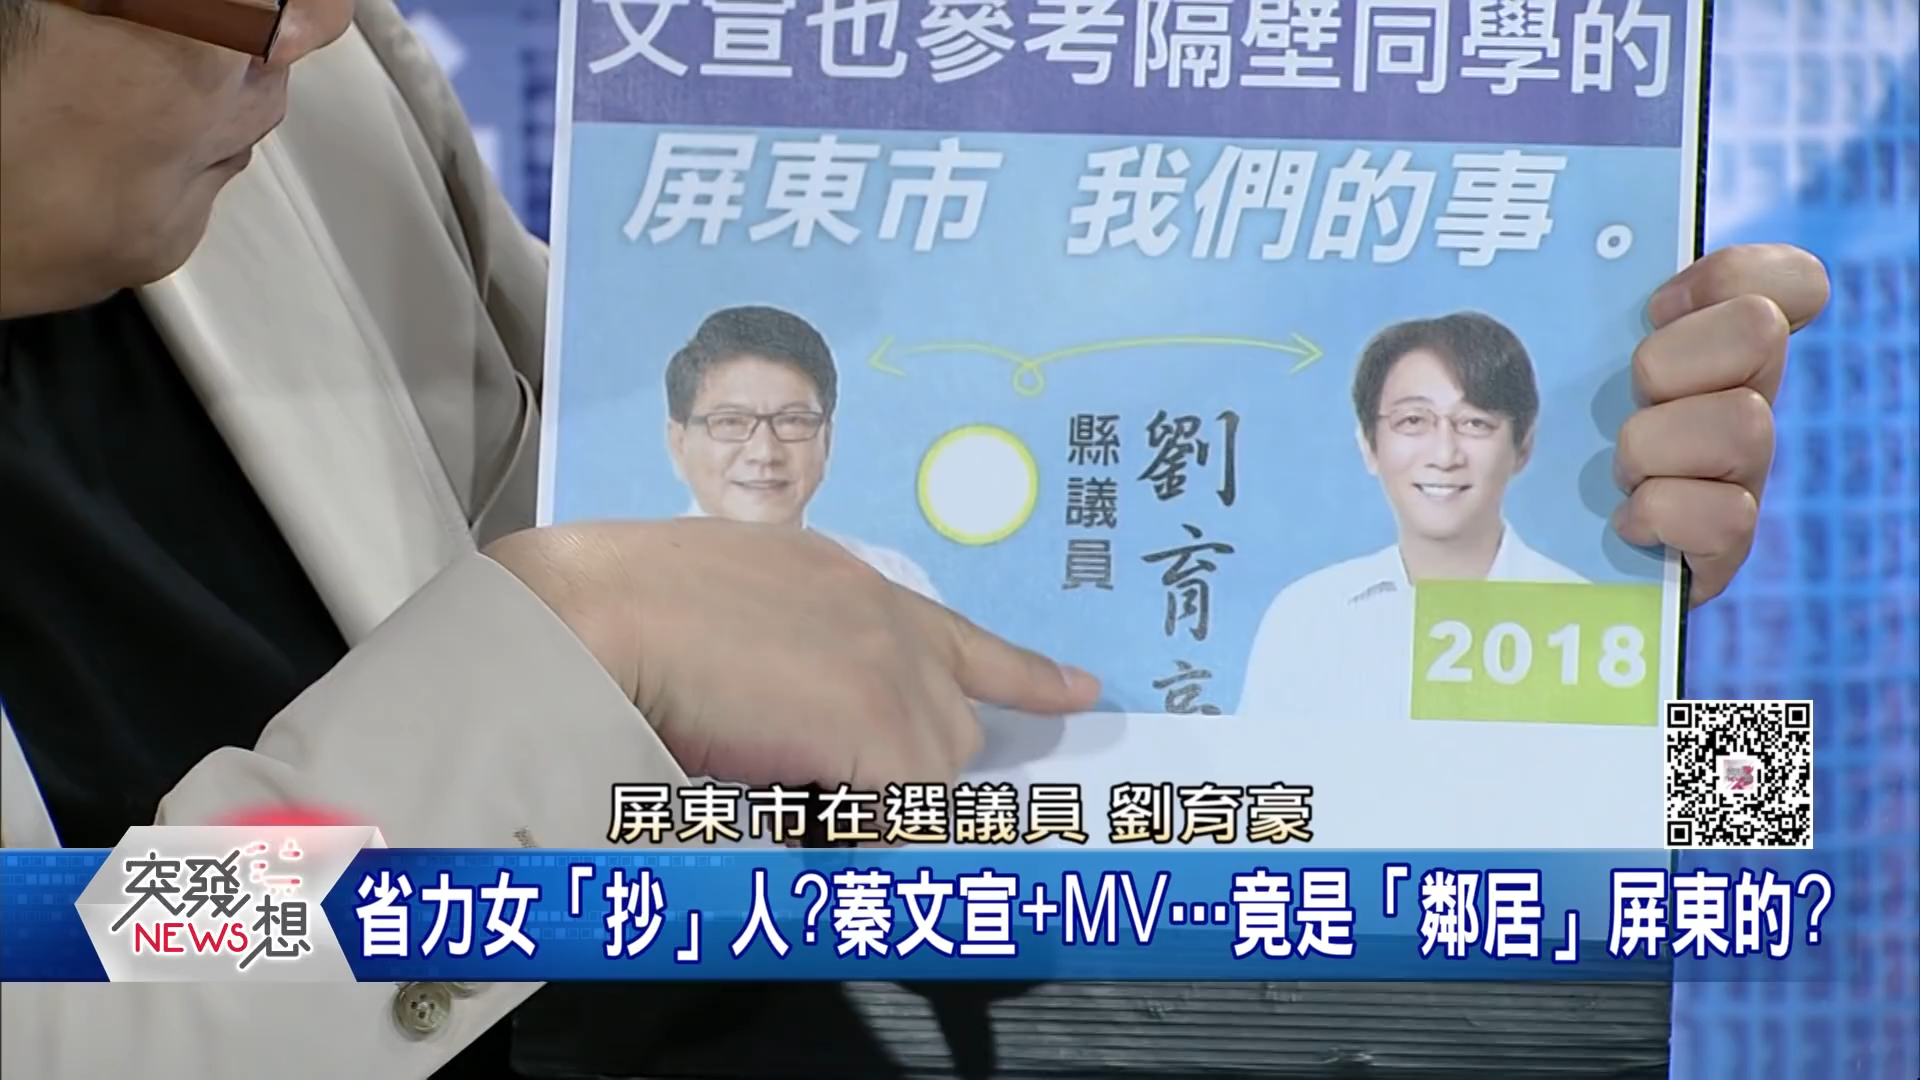 文宣也參考隔壁同學的
屏東市 我們的事。
縣議員
劉育
2018
屏東市在選議員 劉育豪
突發想
NEWS
省力女「抄」人?蓁文宣+MV…竟是「鄰居」屏東的?